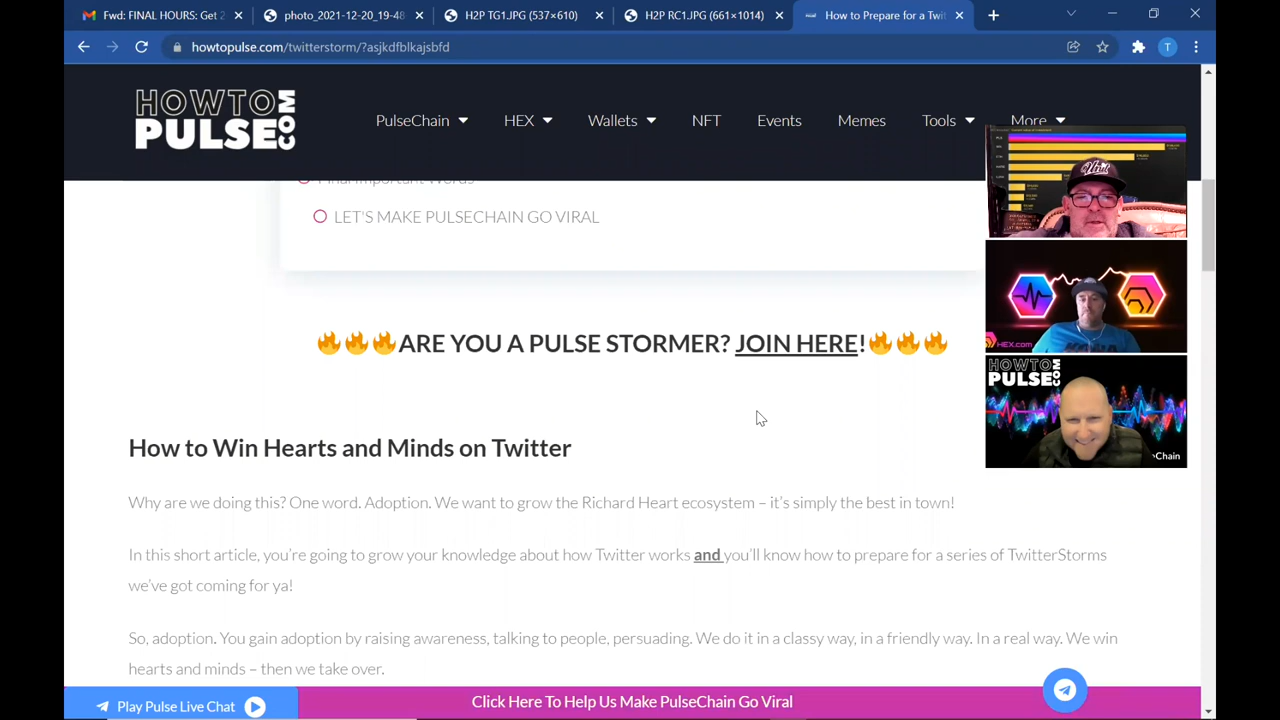 Fwd: FINAL HOURS: Get 2
photo_2021-12-20_19-48
H2P TG1.JPG (537×610)
H2P RC1.JPG (661×1014)
How to Prepare for a Twit
howtopulse.com/twitterstorm/?asjkdfblkajsbfd
T
HOWTO
PULSE
COM
PulseChain
HEX
Wallets
NFT
Events
Memes
Tools
More
Final Important Words
LET'S MAKE PULSECHAIN GO VIRAL
🔥🔥🔥ARE YOU A PULSE STORMER? JOIN HERE!🔥🔥🔥
How to Win Hearts and Minds on Twitter
Why are we doing this? One word. Adoption. We want to grow the Richard Heart ecosystem – it's simply the best in town!
In this short article, you're going to grow your knowledge about how Twitter works and you'll know how to prepare for a series of TwitterStorms
we've got coming for ya!
So, adoption. You gain adoption by raising awareness, talking to people, persuading. We do it in a classy way, in a friendly way. In a real way. We win
hearts and minds – then we take over.
HEX.com
HOWTO
PULSE
COM
Chain
Play Pulse Live Chat
Click Here To Help Us Make PulseChain Go Viral